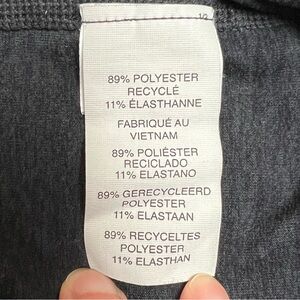 1/2
89% POLYESTER
RECYCLÉ
11% ÉLASTHANNE
FABRIQUÉ AU
VIETNAM
89% POLIÉSTER
RECICLADO
11% ELASTANO
89% GERECYCLEERD
POLYESTER
11% ELASTAAN
89% RECYCELTES
POLYESTER
11% ELASTHAN